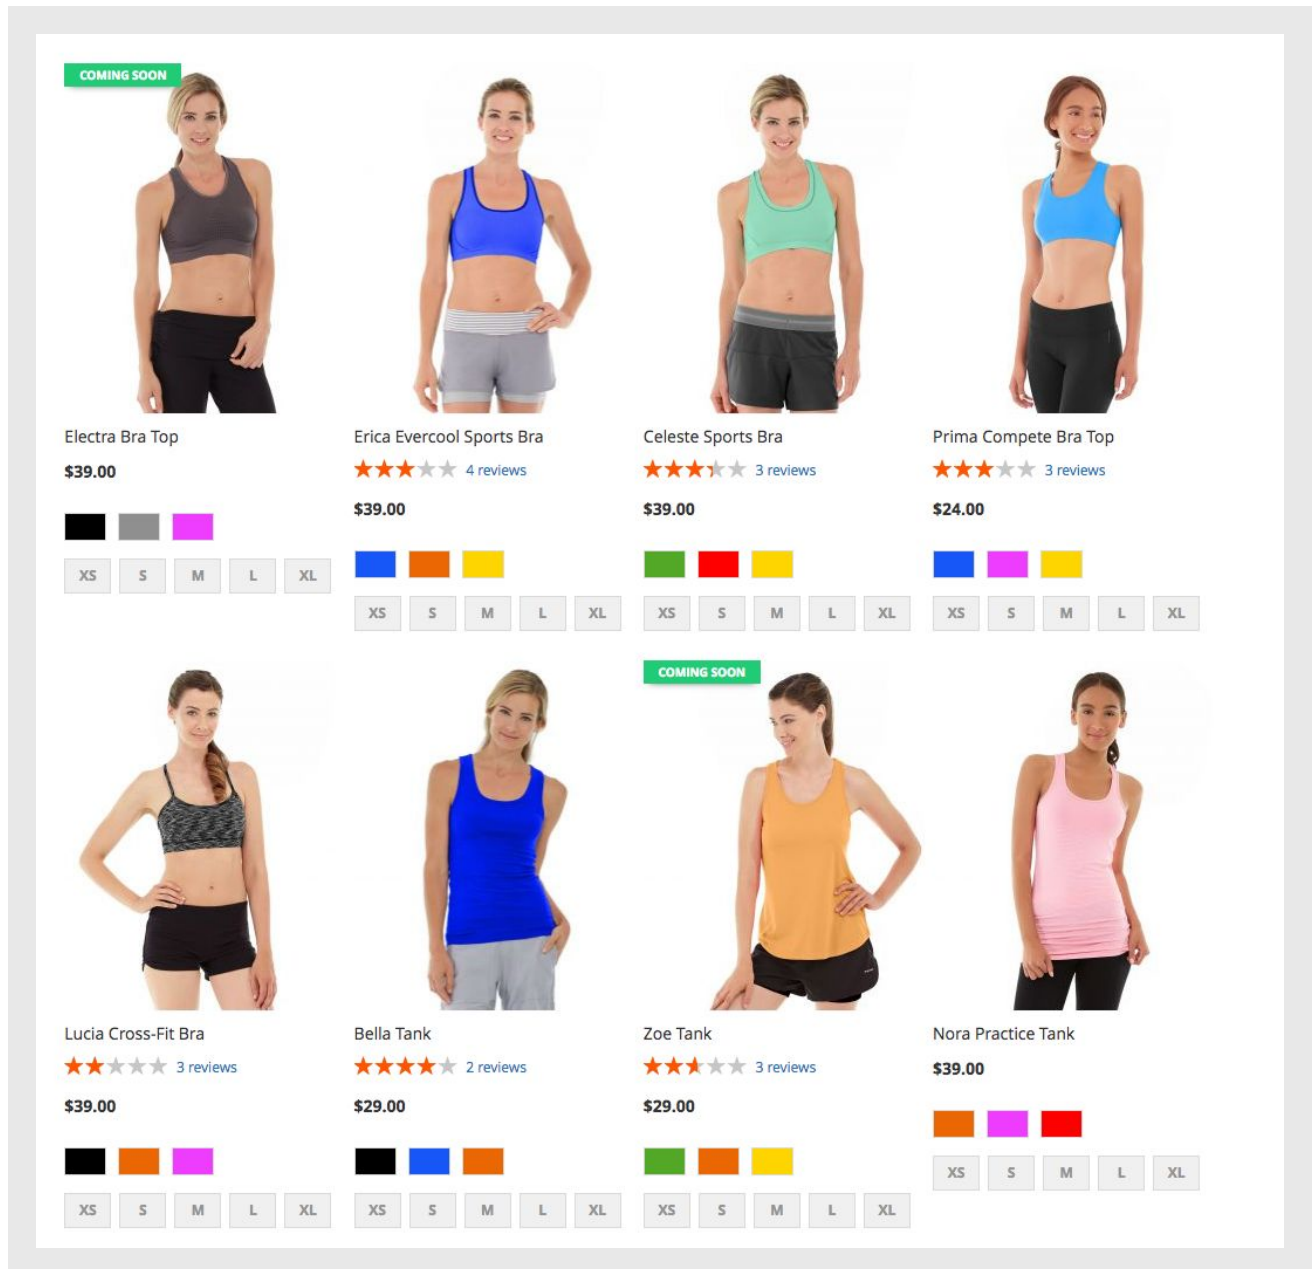 COMING SOON
Electra Bra Top
$39.00
XS S M L XL
Erica Evercool Sports Bra
4 reviews
$39.00
XS S M L XL
Celeste Sports Bra
3 reviews
$39.00
XS S M L XL
Prima Compete Bra Top
3 reviews
$24.00
XS S M L XL
Lucia Cross-Fit Bra
3 reviews
$39.00
XS S M L XL
Bella Tank
2 reviews
$29.00
XS S M L XL
COMING SOON
Zoe Tank
3 reviews
$29.00
XS S M L XL
Nora Practice Tank
$39.00
XS S M L XL